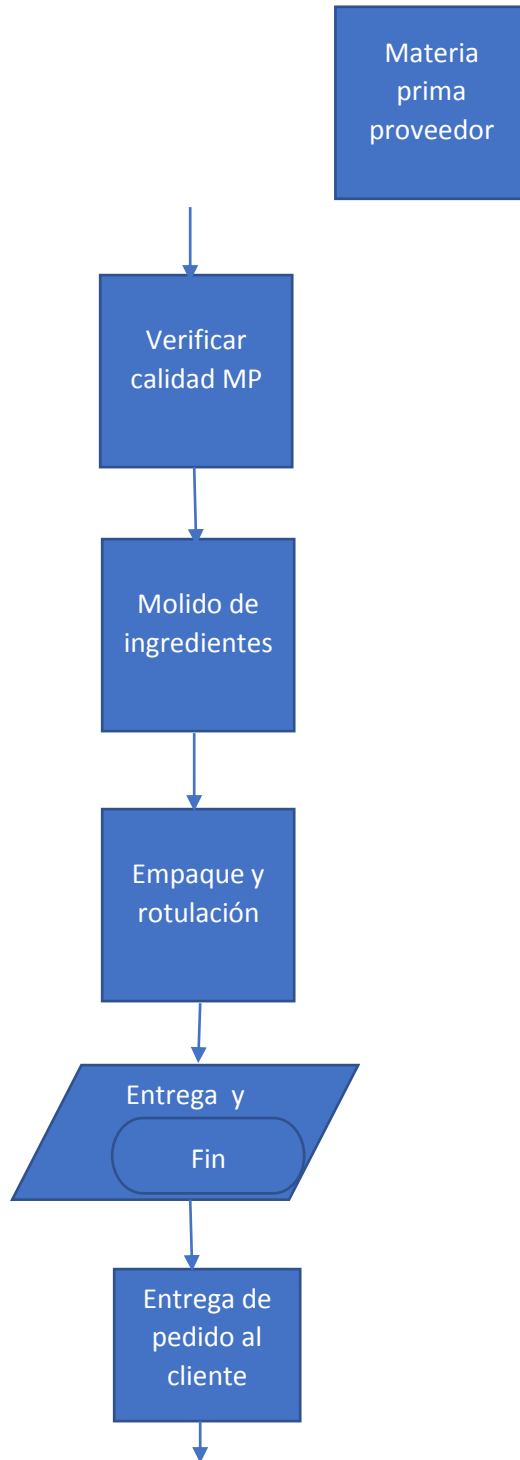 Materia
prima
proveedor
Verificar
calidad MP
Molido de
ingredientes
Empaque y
rotulación
Entrega y
Fin
Entrega de
pedido al
cliente